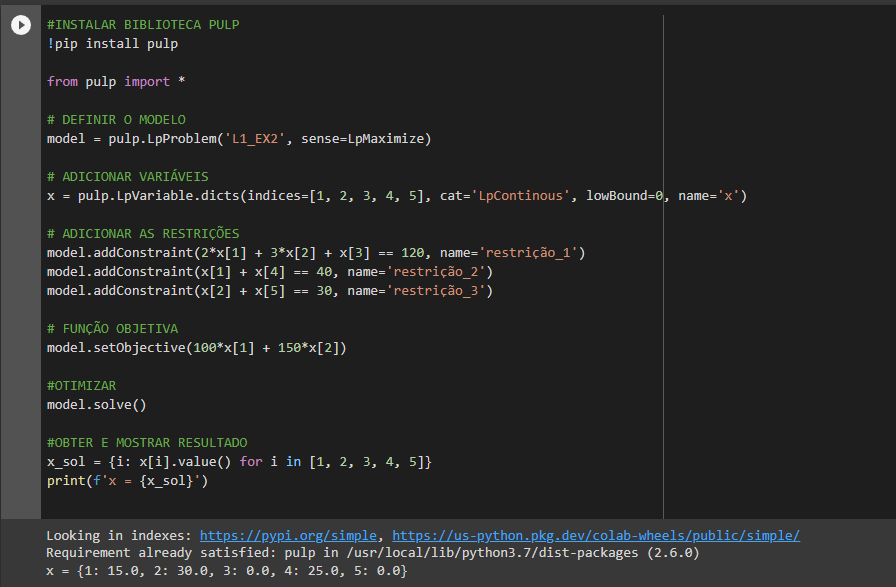 #INSTALAR BIBLIOTECA PULP
!pip install pulp
from pulp import *
# DEFINIR O MODELO
model = pulp.LpProblem('L1_EX2', sense=LpMaximize)
# ADICIONAR VARIÁVEIS
x = pulp.LpVariable.dicts(indices=[1, 2, 3, 4, 5], cat='LpContinous', lowBound=0, name='x')
# ADICIONAR AS RESTRIÇÕES
model.addConstraint(2*x[1] + 3*x[2] + x[3] == 120, name='restrição_1')
model.addConstraint(x[1] + x[4] == 40, name='restrição_2')
model.addConstraint(x[2] + x[5] == 30, name='restrição_3')
# FUNÇÃO OBJETIVA
model.setObjective(100*x[1] + 150*x[2])
#OTIMIZAR
model.solve()
#OBTER E MOSTRAR RESULTADO
x_sol = {i: x[i].value() for i in [1, 2, 3, 4, 5]}
print(f'x = {x_sol}')
Looking in indexes: https://pypi.org/simple, https://us-python.pkg.dev/colab-wheels/public/simple/
Requirement already satisfied: pulp in /usr/local/lib/python3.7/dist-packages (2.6.0)
x = {1: 15.0, 2: 30.0, 3: 0.0, 4: 25.0, 5: 0.0}